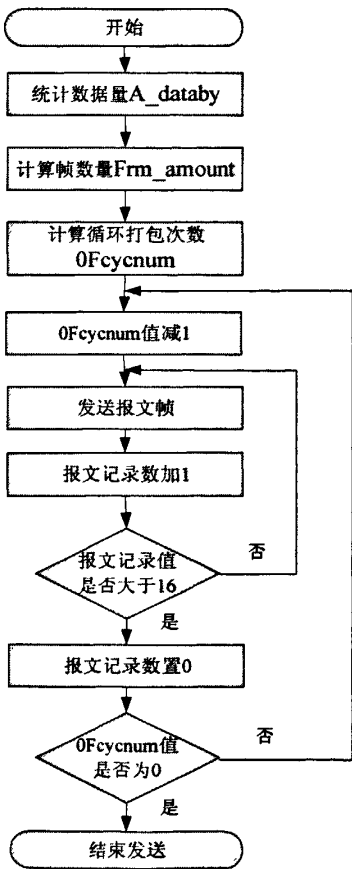 开始
统计数据量A_databy
计算帧数量Frm_amount
计算循环打包次数
0Fcycnum
0Fcycnum值减1
发送报文帧
报文记录数加1
报文记录值
是否大于16
否
是
报文记录数置0
0Fcycnum值
是否为0
否
是
结束发送